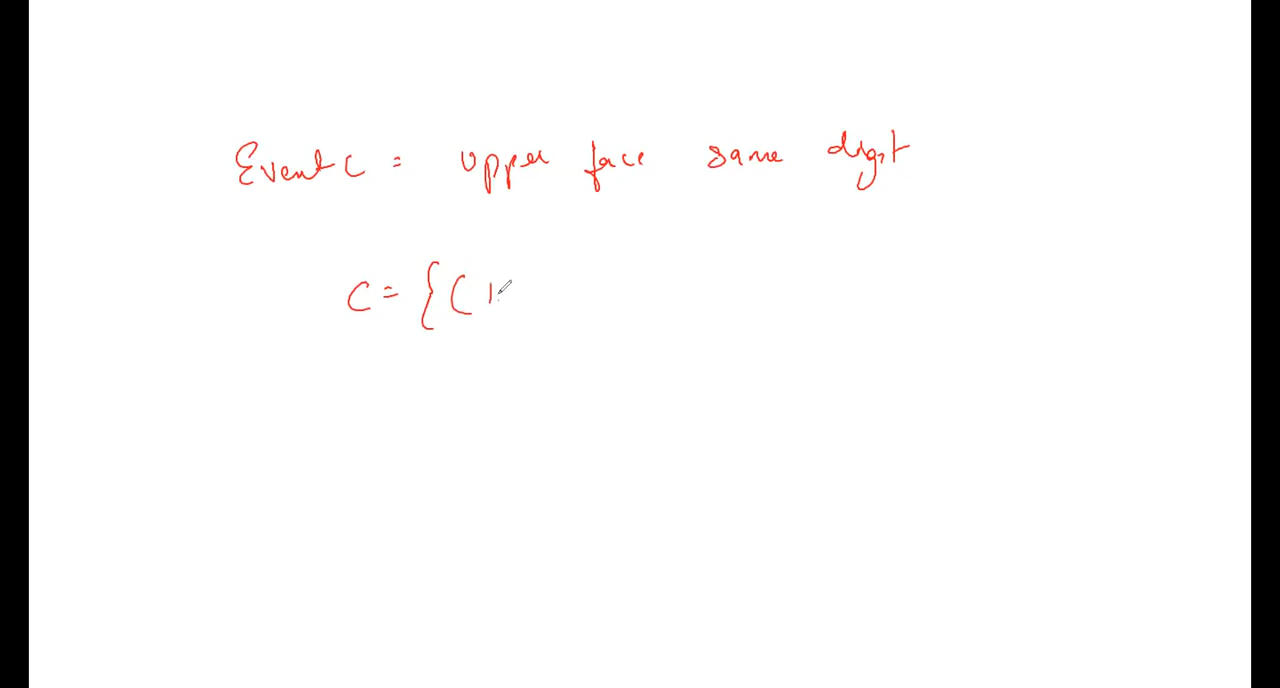 Event C = upper face same digit
C = { ( 1